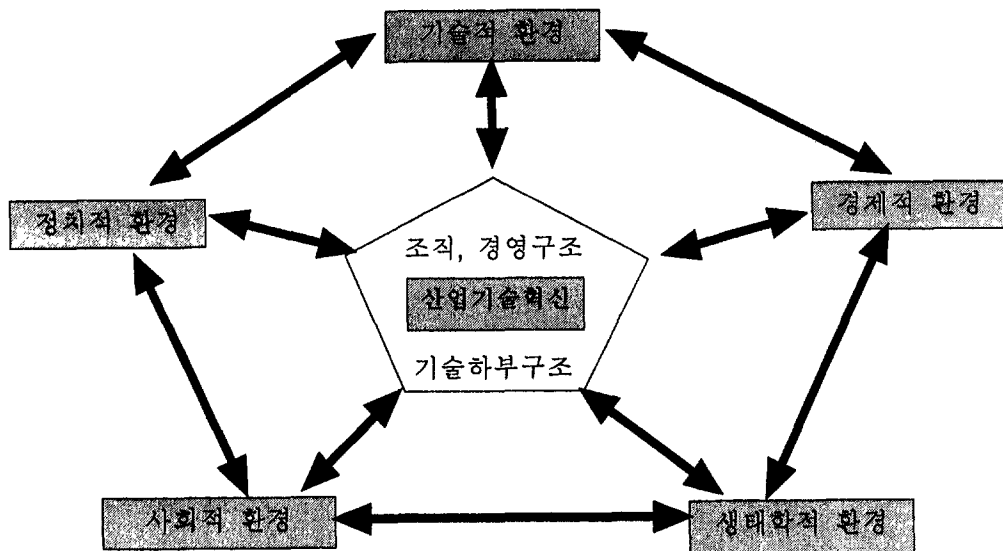 기술적 환경
정치적 환경
경제적 환경
조직, 경영구조
산업기술혁신
기술하부구조
사회적 환경
생태학적 환경